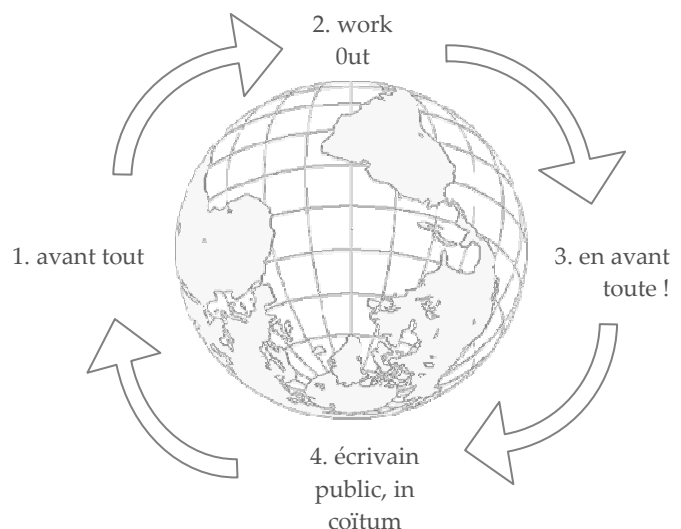 2. work
0ut
1. avant tout
3. en avant
toute !
4. écrivain
public, in
coïtum